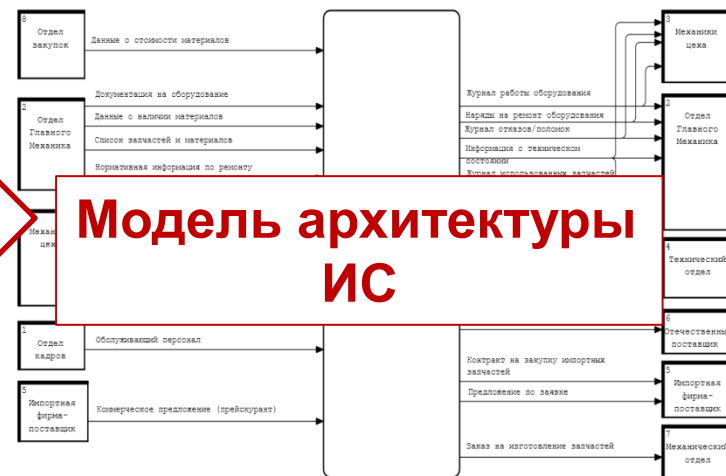 8
Отдел
закупок
Данные о стоимости материалов
2
Отдел
Главного
Механика
Документация на оборудование
Данные о наличии материалов
Список запчастей и материалов
Нормативная информация по ремонту
Модель архитектуры
ИС
1
Отдел
кадров
Обслуживающий персонал
5
Импортная
фирма-
поставщик
Коммерческое предложение (прейскурант)
Журнал работы оборудования
Наряды на ремонт оборудования
Журнал отказов/поломок
Информация о техническом
состоянии
Журнал использованных запчастей
Контракт на закупку импортных
запчастей
Предложение по заявке
Заказ на изготовление запчастей
3
Механики
цеха
2
Отдел
Главного
Механика
4
Технический
отдел
6
поставщик
5
Импортная
фирма-
поставщик
7
Механический
отдел